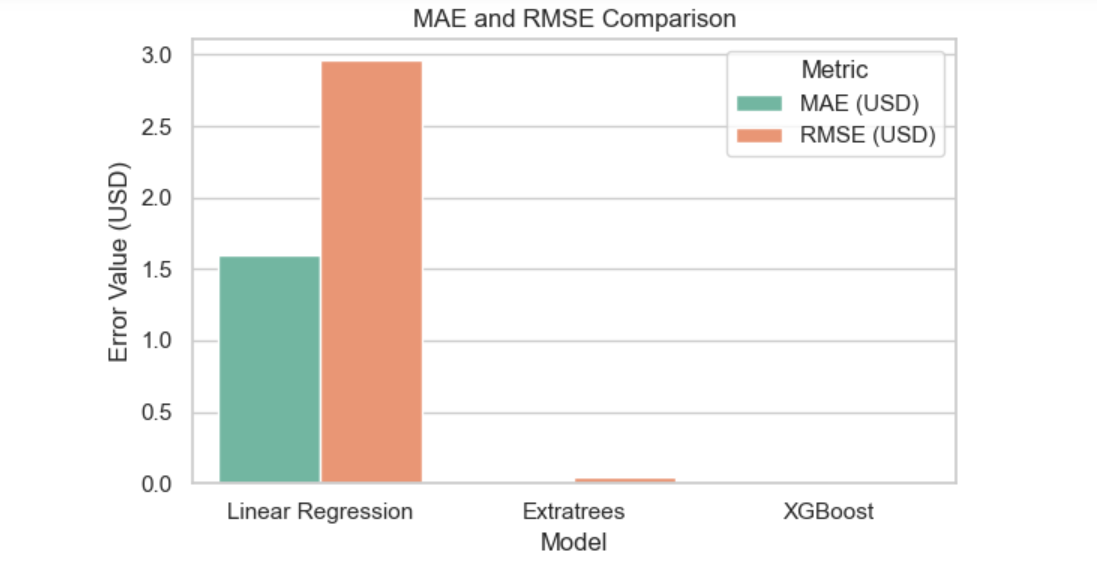 MAE and RMSE Comparison
Metric
MAE (USD)
RMSE (USD)
Error Value (USD)
3.0
2.5
2.0
1.5
1.0
0.5
0.0
Linear Regression
Extratrees
XGBoost
Model